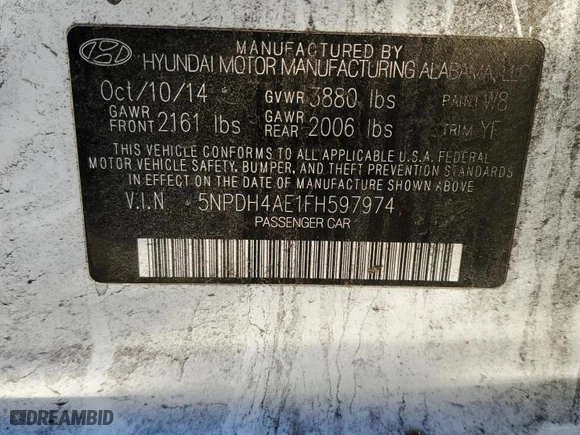 MANUFACTURED BY
HYUNDAI MOTOR MANUFACTURING ALABAMA, LLC
Oct/10/14 GVWR 3880 lbs PAINT W8
GAWR FRONT 2161 lbs GAWR REAR 2006 lbs TRIM YF
THIS VEHICLE CONFORMS TO ALL APPLICABLE U.S.A. FEDERAL
MOTOR VEHICLE SAFETY, BUMPER, AND THEFT PREVENTION STANDARDS
IN EFFECT ON THE DATE OF MANUFACTURE SHOWN ABOVE
V.I.N 5NPDH4AE1FH597974
PASSENGER CAR
DREAMBID